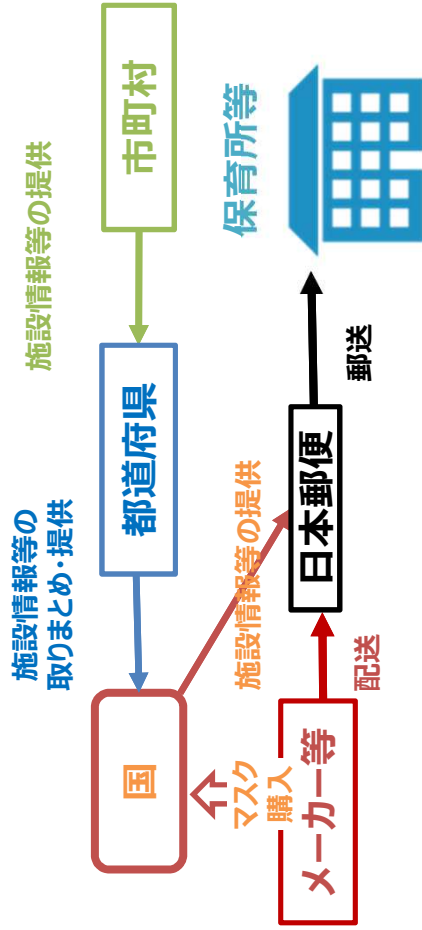 施設情報等の
取りまとめ・提供
施設情報等の提供
国
都道府県
市町村
マスク
購入
施設情報等の提供
保育所等
メーカー等
配送
日本郵便
郵送